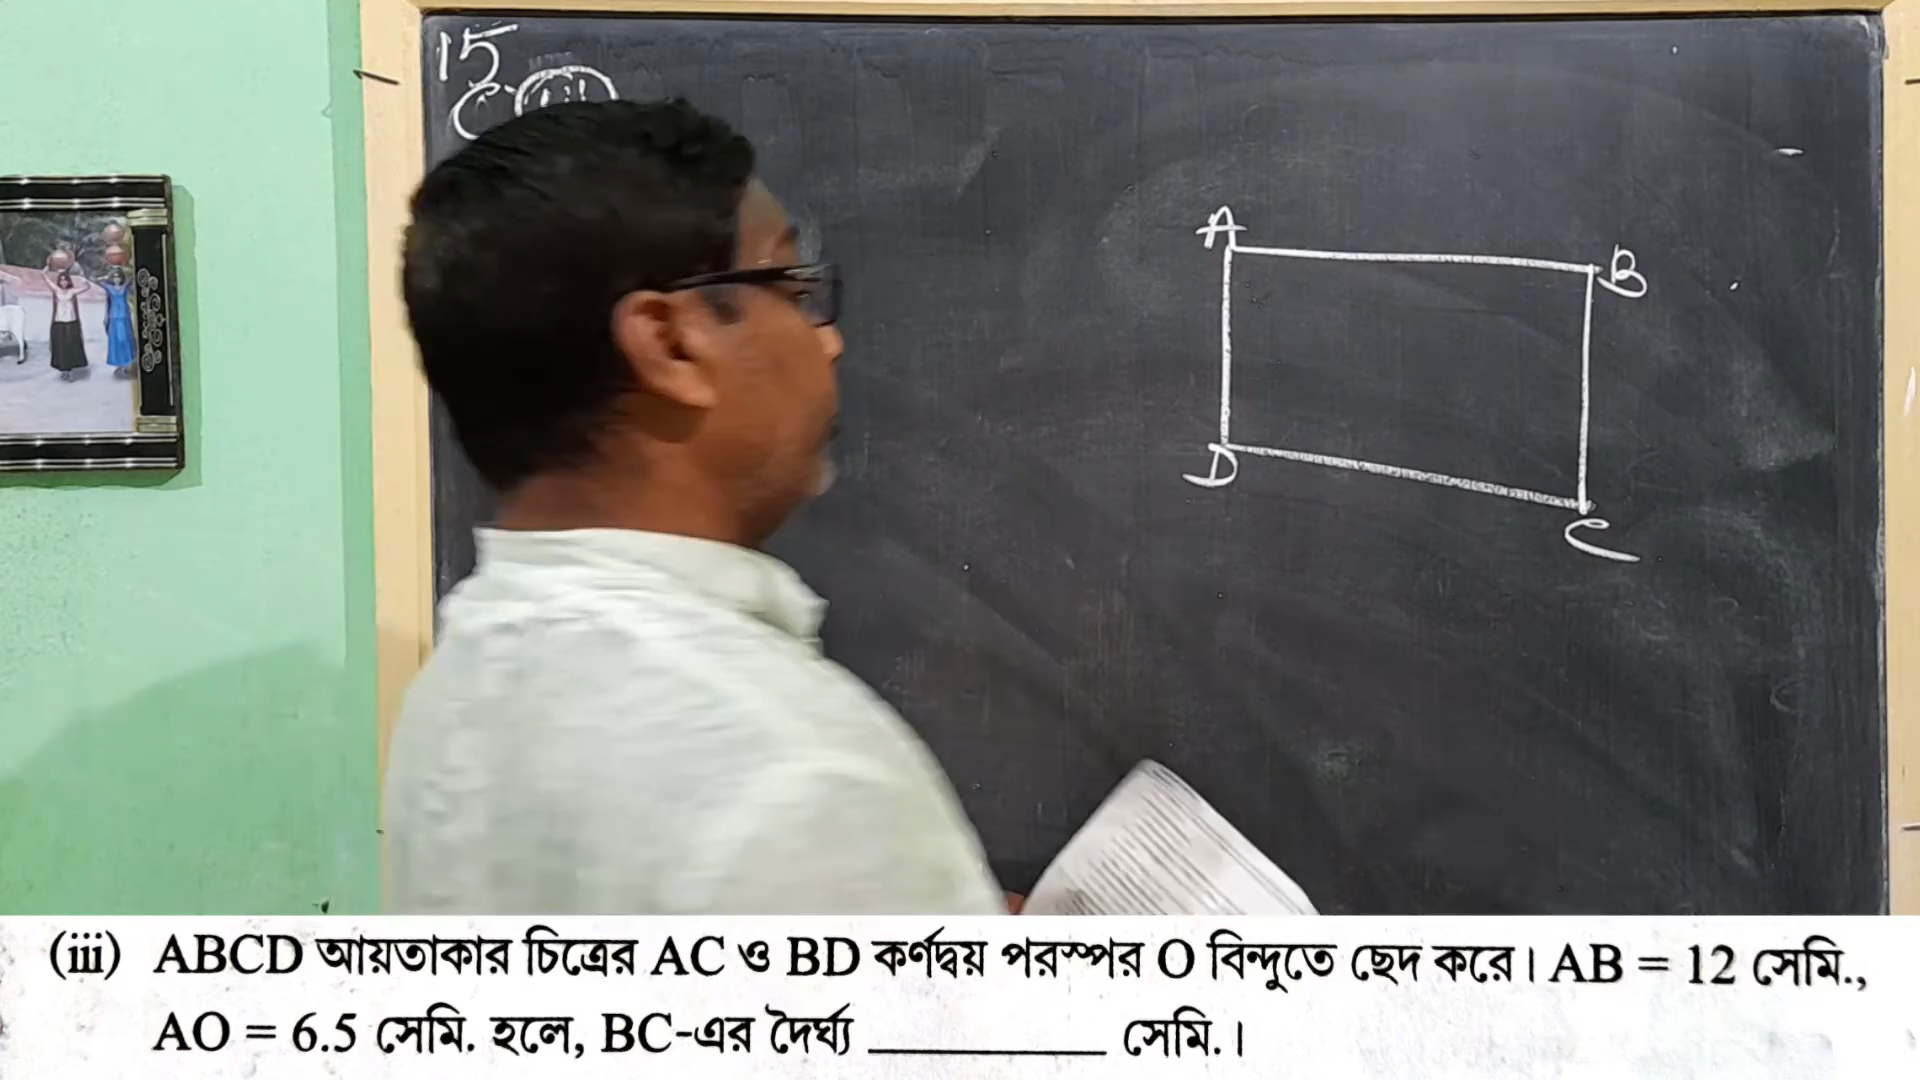 15
A
B
D
C
(iii) ABCD আয়তাকার চিত্রের AC ও BD কর্ণদ্বয় পরস্পর O বিন্দুতে ছেদ করে। AB = 12 সেমি.,
AO = 6.5 সেমি. হলে, BC-এর দৈর্ঘ্য __________ সেমি.।